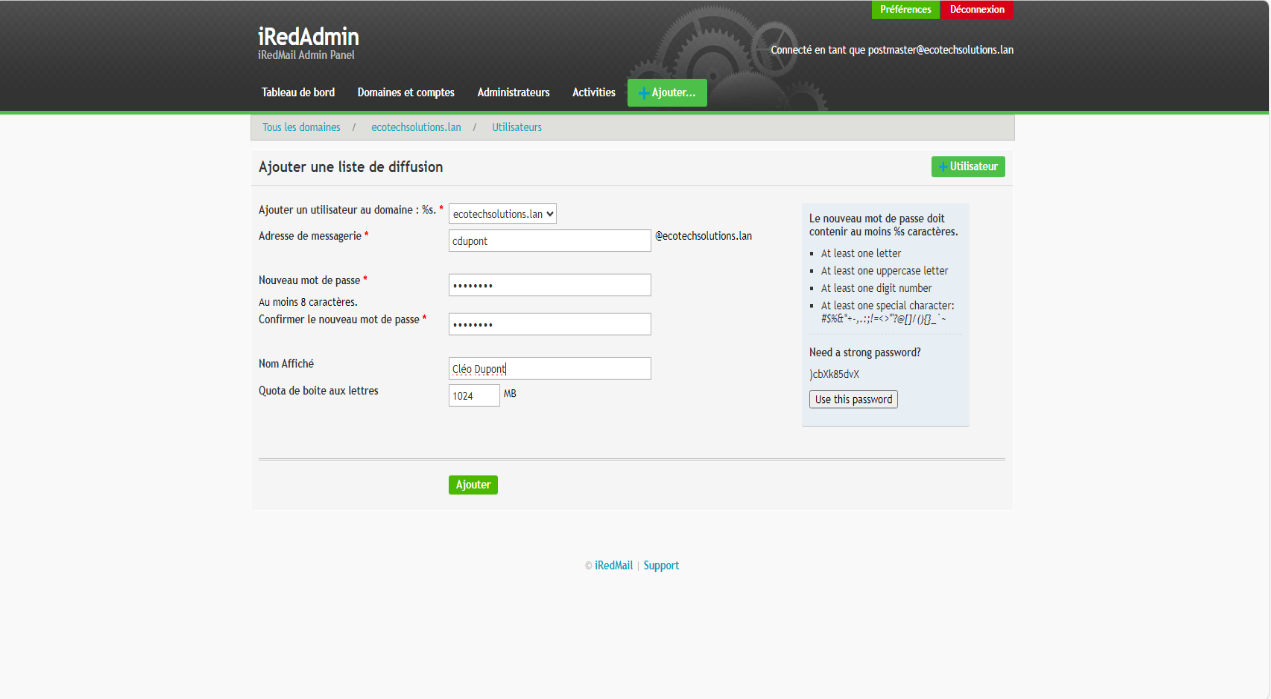 Préférences Déconnexion
iRedAdmin
iRedMail Admin Panel
Connecté en tant que postmaster@ecotechsolutions.lan
Tableau de bord Domaines et comptes Administrateurs Activities + Ajouter...
Tous les domaines / ecotechsolutions.lan / Utilisateurs
Ajouter une liste de diffusion
+ Utilisateur
Ajouter un utilisateur au domaine : %s. * ecotechsolutions.lan
Adresse de messagerie * cdupont @ecotechsolutions.lan
Nouveau mot de passe * ••••••••
Au moins 8 caractères.
Confirmer le nouveau mot de passe * ••••••••
Nom Affiché Cléo Dupont
Quota de boite aux lettres 1024 MB
Le nouveau mot de passe doit
contenir au moins %s caractères.
At least one letter
At least one uppercase letter
At least one digit number
At least one special character:
#$%&'"*+-,.:;!=<>'"?@[]/(){}_`~
Need a strong password?
)cbXk85dvX
Use this password
Ajouter
© iRedMail | Support